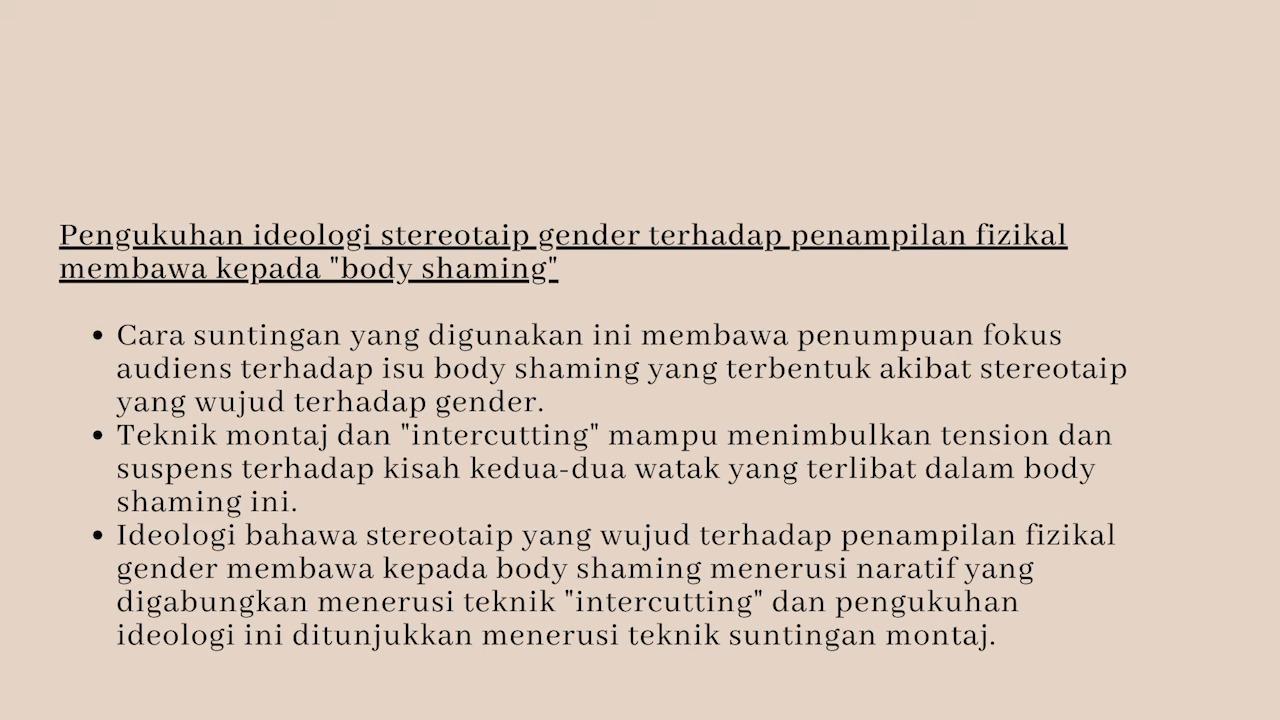 Pengukuhan ideologi stereotaip gender terhadap penampilan fizikal
membawa kepada "body shaming"
• Cara suntingan yang digunakan ini membawa penumpuan fokus
audiens terhadap isu body shaming yang terbentuk akibat stereotaip
yang wujud terhadap gender.
• Teknik montaj dan "intercutting" mampu menimbulkan tension dan
suspens terhadap kisah kedua-dua watak yang terlibat dalam body
shaming ini.
• Ideologi bahawa stereotaip yang wujud terhadap penampilan fizikal
gender membawa kepada body shaming menerusi naratif yang
digabungkan menerusi teknik "intercutting" dan pengukuhan
ideologi ini ditunjukkan menerusi teknik suntingan montaj.